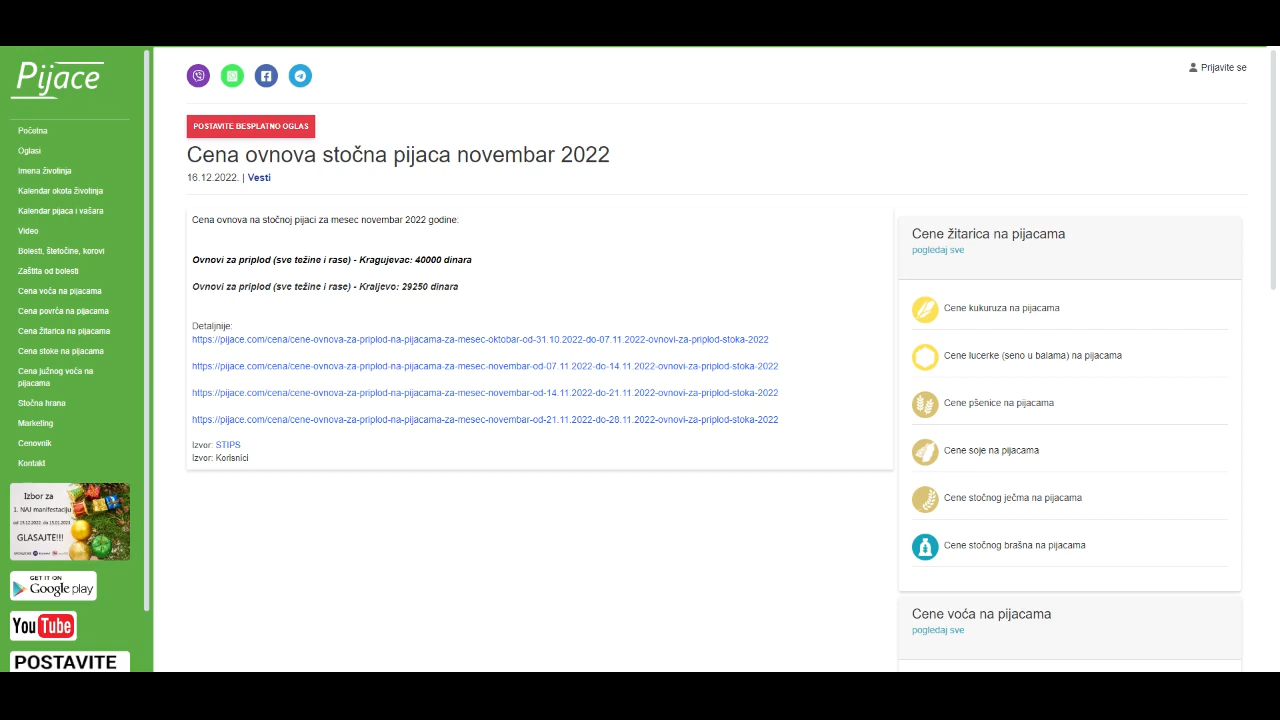 Pijace
Početna
Oglasi
Imena životinja
Kalendar okota životinja
Kalendar pijaca i vašara
Video
Bolesti, štetočine, korovi
Zaštita od bolesti
Cena voća na pijacama
Cena povrća na pijacama
Cena žitarica na pijacama
Cena stoke na pijacama
Cena južnog voća na
pijacama
Stočna hrana
Marketing
Cenovnik
Kontakt
Izbor za
1. NAJ manifestaciju
od 15.12.2022. do 15.01.2023.
GLASAJTE!!!
GET IT ON
Google play
YouTube
POSTAVITE
Prijavite se
POSTAVITE BESPLATNO OGLAS
Cena ovnova stočna pijaca novembar 2022
16.12.2022. | Vesti
Cena ovnova na stočnoj pijaci za mesec novembar 2022 godine:
Ovnovi za priplod (sve težine i rase) - Kragujevac: 40000 dinara
Ovnovi za priplod (sve težine i rase) - Kraljevo: 29250 dinara
Detaljnije:
https://pijace.com/cena/cene-ovnova-za-priplod-na-pijacama-za-mesec-oktobar-od-31.10.2022-do-07.11.2022-ovnovi-za-priplod-stoka-2022
https://pijace.com/cena/cene-ovnova-za-priplod-na-pijacama-za-mesec-novembar-od-07.11.2022-do-14.11.2022-ovnovi-za-priplod-stoka-2022
https://pijace.com/cena/cene-ovnova-za-priplod-na-pijacama-za-mesec-novembar-od-14.11.2022-do-21.11.2022-ovnovi-za-priplod-stoka-2022
https://pijace.com/cena/cene-ovnova-za-priplod-na-pijacama-za-mesec-novembar-od-21.11.2022-do-28.11.2022-ovnovi-za-priplod-stoka-2022
Izvor: STIPS
Izvor: Korisnici
Cene žitarica na pijacama
pogledaj sve
Cene kukuruza na pijacama
Cene lucerke (seno u balama) na pijacama
Cene pšenice na pijacama
Cene soje na pijacama
Cene stočnog ječma na pijacama
Cene stočnog brašna na pijacama
Cene voća na pijacama
pogledaj sve